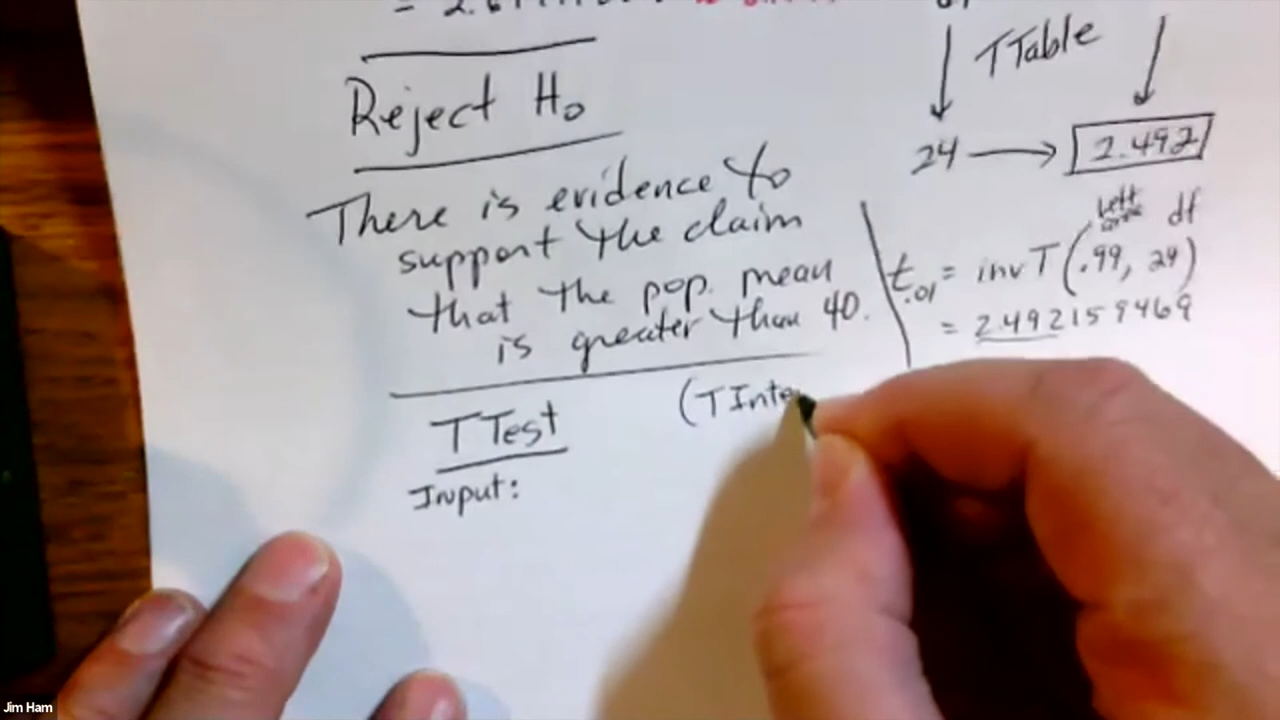 Reject H₀
There is evidence to
support the claim
that the pop. mean
is greater than 40.
TTest
(TInte
Input:
TTable
24 → 2.492
Left df
t.01 = invT(.99, 24)
= 2.492159469
Jim Ham